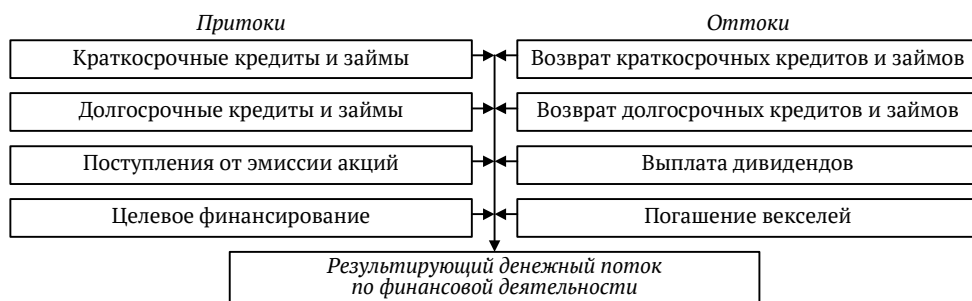 Притоки
Оттоки
Краткосрочные кредиты и займы
Возврат краткосрочных кредитов и займов
Долгосрочные кредиты и займы
Возврат долгосрочных кредитов и займов
Поступления от эмиссии акций
Выплата дивидендов
Целевое финансирование
Погашение векселей
Результирующий денежный поток
по финансовой деятельности